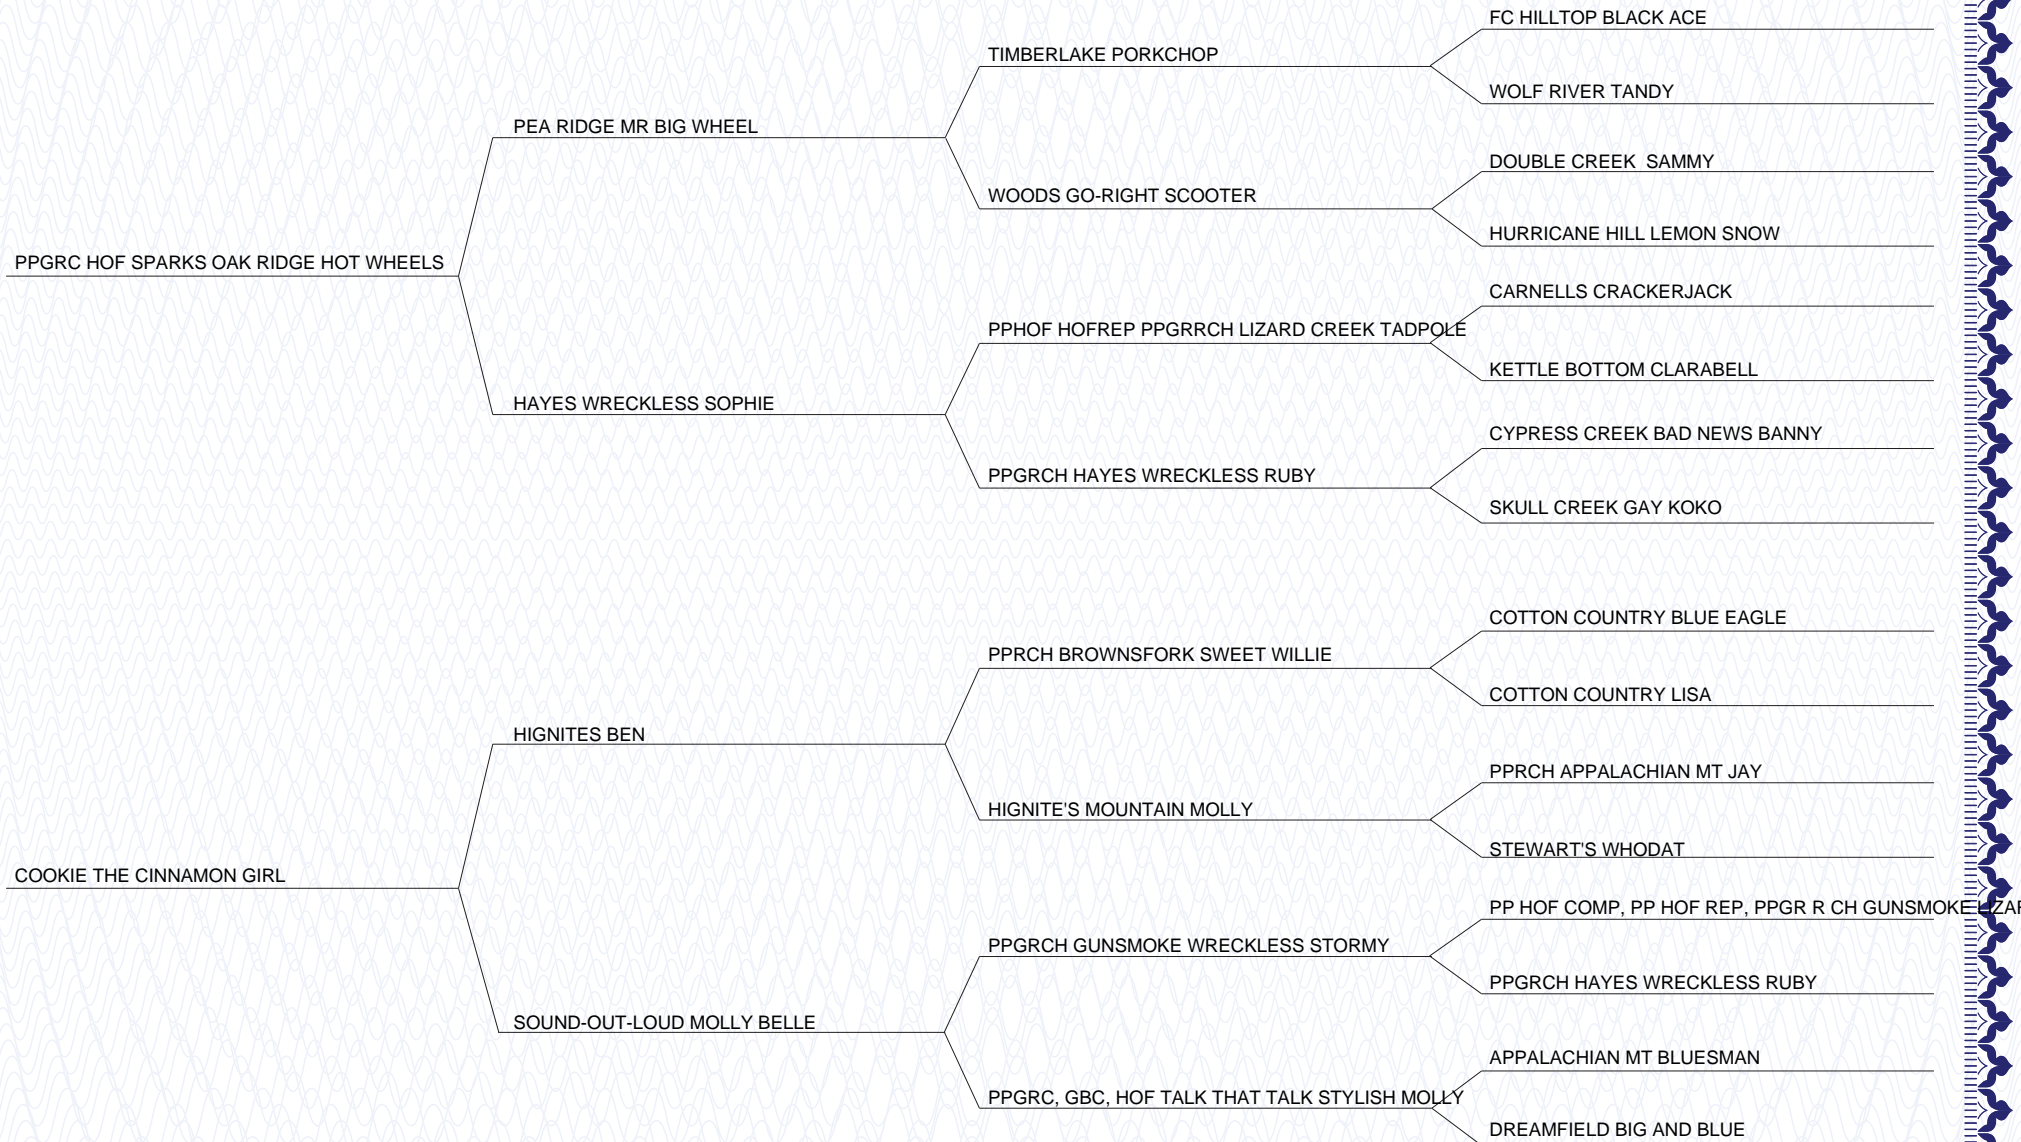 FC HILLTOP BLACK ACE
TIMBERLAKE PORKCHOP
WOLF RIVER TANDY
PEA RIDGE MR BIG WHEEL
DOUBLE CREEK  SAMMY
WOODS GO-RIGHT SCOOTER
HURRICANE HILL LEMON SNOW
PPGRC HOF SPARKS OAK RIDGE HOT WHEELS
CARNELLS CRACKERJACK
PPHOF HOFREP PPGRRCH LIZARD CREEK TADPOLE
KETTLE BOTTOM CLARABELL
HAYES WRECKLESS SOPHIE
CYPRESS CREEK BAD NEWS BANNY
PPGRCH HAYES WRECKLESS RUBY
SKULL CREEK GAY KOKO
COTTON COUNTRY BLUE EAGLE
PPRCH BROWNSFORK SWEET WILLIE
COTTON COUNTRY LISA
HIGNITES BEN
PPRCH APPALACHIAN MT JAY
HIGNITE'S MOUNTAIN MOLLY
STEWART'S WHODAT
COOKIE THE CINNAMON GIRL
PP HOF COMP, PP HOF REP, PPGR R CH GUNSMOKE
PPGRCH GUNSMOKE WRECKLESS STORMY
PPGRCH HAYES WRECKLESS RUBY
SOUND-OUT-LOUD MOLLY BELLE
APPALACHIAN MT BLUESMAN
PPGRC, GBC, HOF TALK THAT TALK STYLISH MOLLY
DREAMFIELD BIG AND BLUE